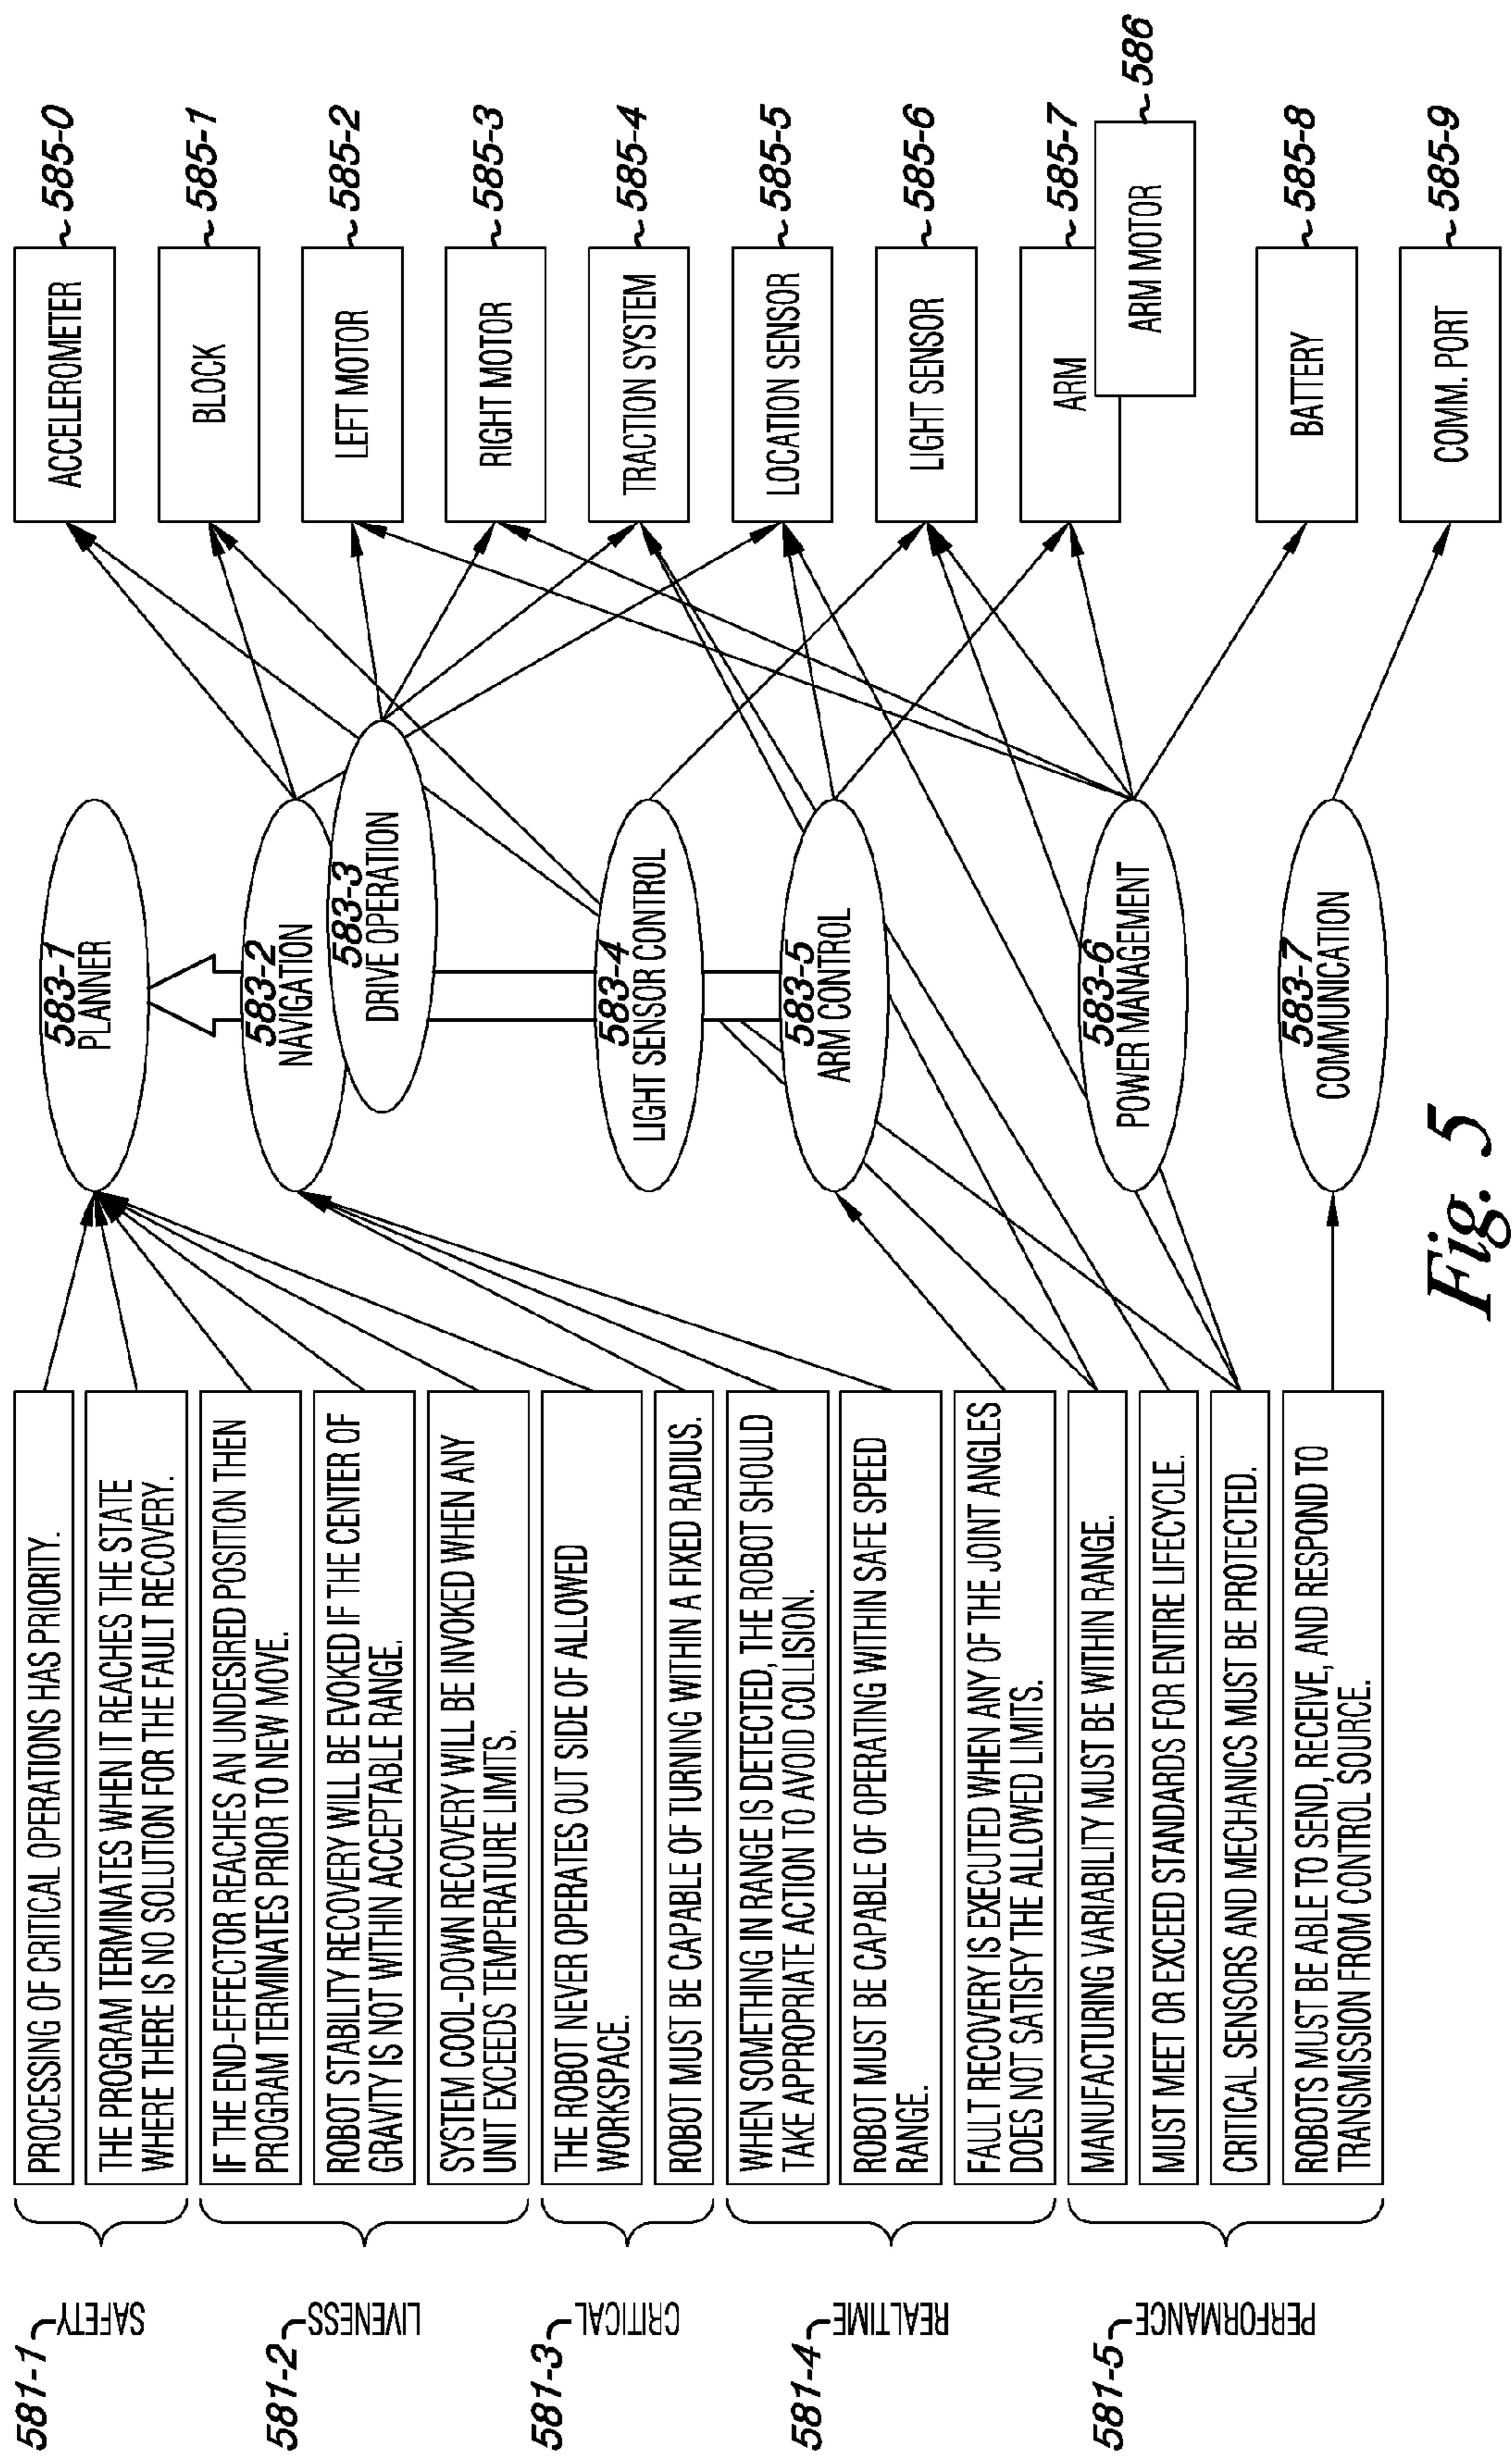 581-1
SAFETY
PROCESSING OF CRITICAL OPERATIONS HAS PRIORITY.
THE PROGRAM TERMINATES WHEN IT REACHES THE STATE
WHERE THERE IS NO SOLUTION FOR THE FAULT RECOVERY.
581-2
LIVENESS
IF THE END-EFFECTOR REACHES AN UNDESIRED POSITION THEN
PROGRAM TERMINATES PRIOR TO NEW MOVE.
ROBOT STABILITY RECOVERY WILL BE EVOKED IF THE CENTER OF
GRAVITY IS NOT WITHIN ACCEPTABLE RANGE.
SYSTEM COOL-DOWN RECOVERY WILL BE INVOKED WHEN ANY
UNIT EXCEEDS TEMPERATURE LIMITS.
581-3
CRITICAL
THE ROBOT NEVER OPERATES OUT SIDE OF ALLOWED
WORKSPACE.
ROBOT MUST BE CAPABLE OF TURNING WITHIN A FIXED RADIUS.
581-4
REALTIME
WHEN SOMETHING IN RANGE IS DETECTED, THE ROBOT SHOULD
TAKE APPROPRIATE ACTION TO AVOID COLLISION.
ROBOT MUST BE CAPABLE OF OPERATING WITHIN SAFE SPEED
RANGE.
FAULT RECOVERY IS EXECUTED WHEN ANY OF THE JOINT ANGLES
DOES NOT SATISFY THE ALLOWED LIMITS.
581-5
PERFORMANCE
MANUFACTURING VARIABILITY MUST BE WITHIN RANGE.
MUST MEET OR EXCEED STANDARDS FOR ENTIRE LIFECYCLE.
CRITICAL SENSORS AND MECHANICS MUST BE PROTECTED.
ROBOTS MUST BE ABLE TO SEND, RECEIVE, AND RESPOND TO
TRANSMISSION FROM CONTROL SOURCE.
583-1
PLANNER
583-2
NAVIGATION
583-3
DRIVE OPERATION
583-4
LIGHT SENSOR CONTROL
583-5
ARM CONTROL
583-6
POWER MANAGEMENT
583-7
COMMUNICATION
ACCELEROMETER
585-0
BLOCK
585-1
LEFT MOTOR
585-2
RIGHT MOTOR
585-3
TRACTION SYSTEM
585-4
LOCATION SENSOR
585-5
LIGHT SENSOR
585-6
ARM
585-7
ARM MOTOR
586
BATTERY
585-8
COMM. PORT
585-9
Fig. 5